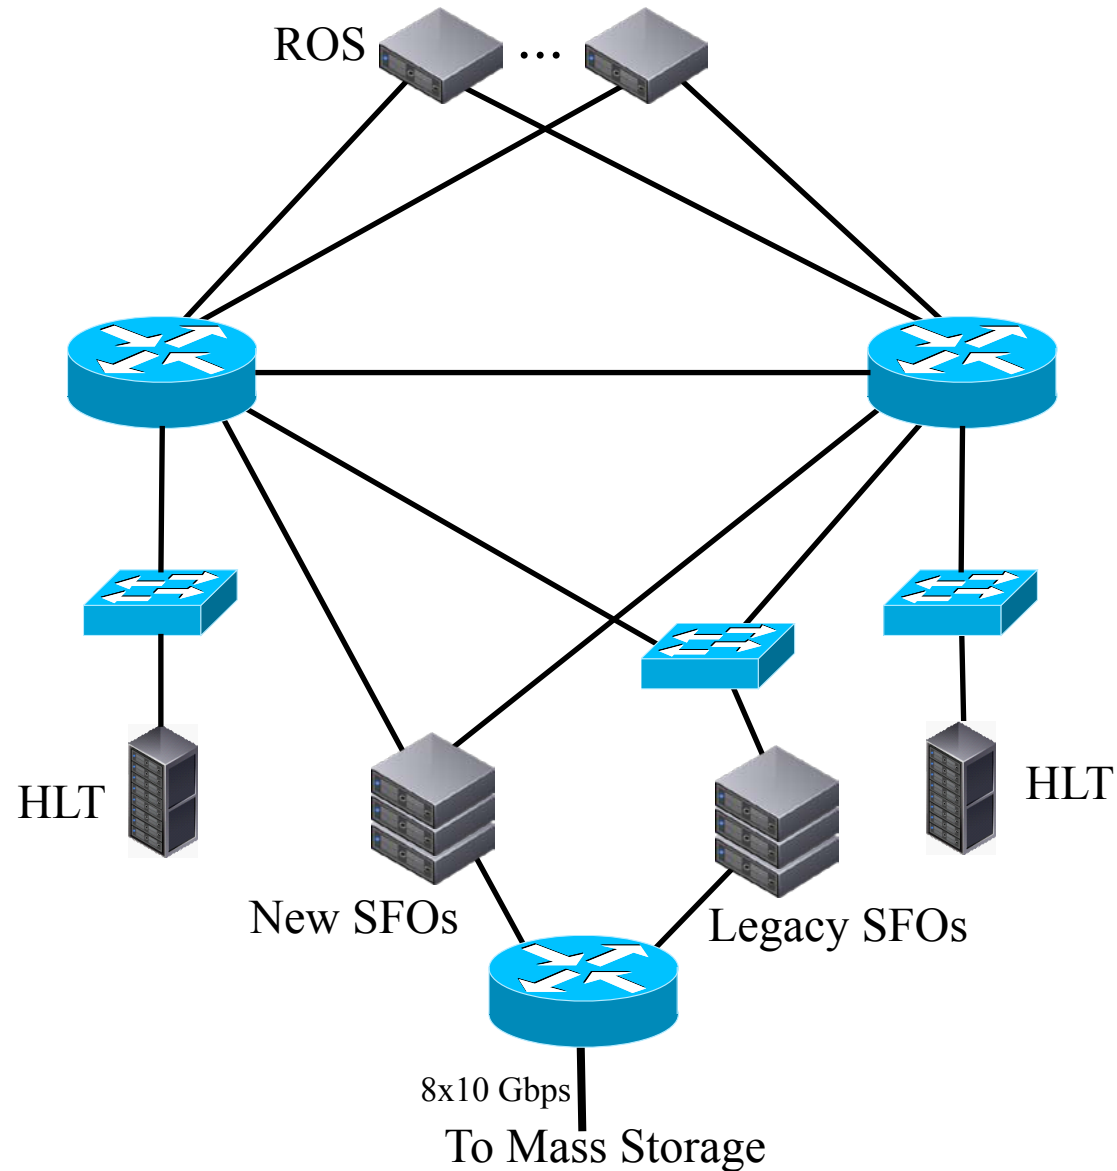 ROS
...
HLT
HLT
New SFOs
Legacy SFOs
8x10 Gbps
To Mass Storage